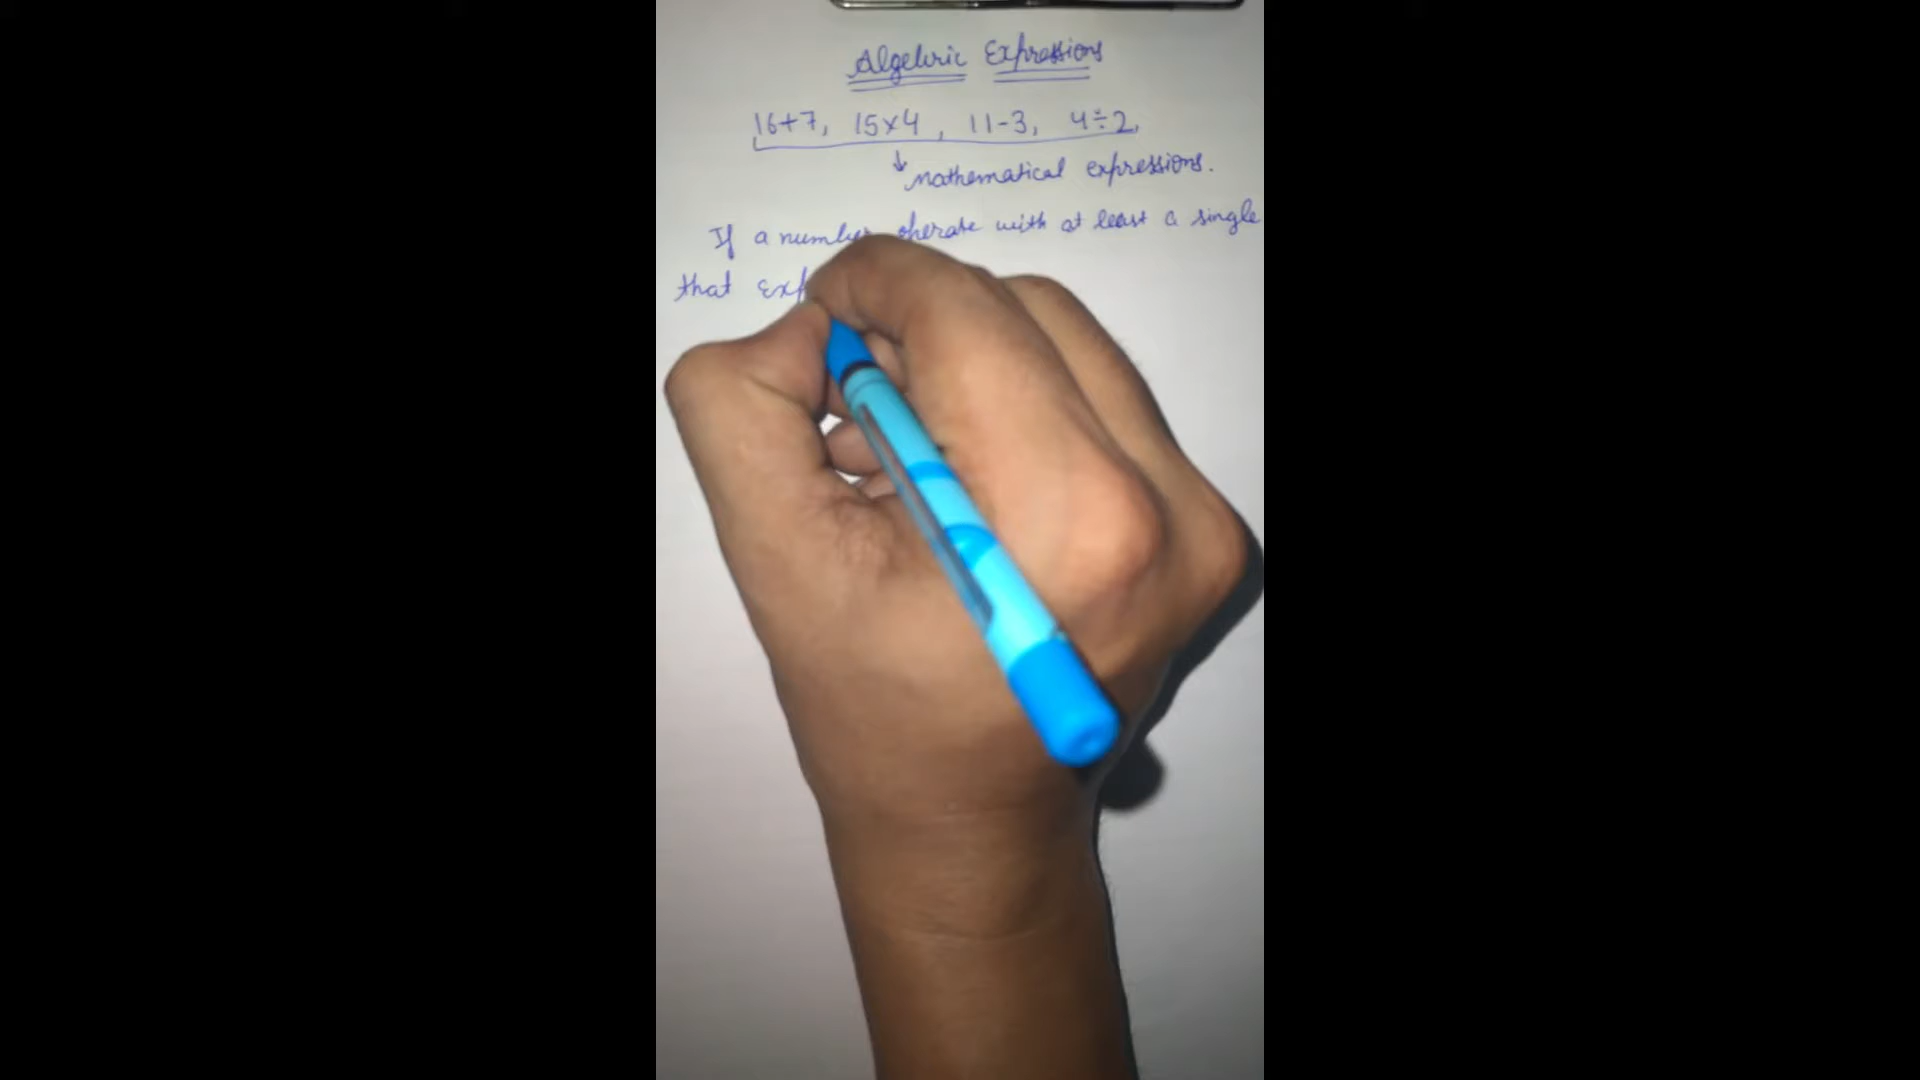 Algebric Expressions
16+7, 15×4, 11-3, 4÷2,
↓ mathematical expressions.
If a number operate with at least a single
that exp